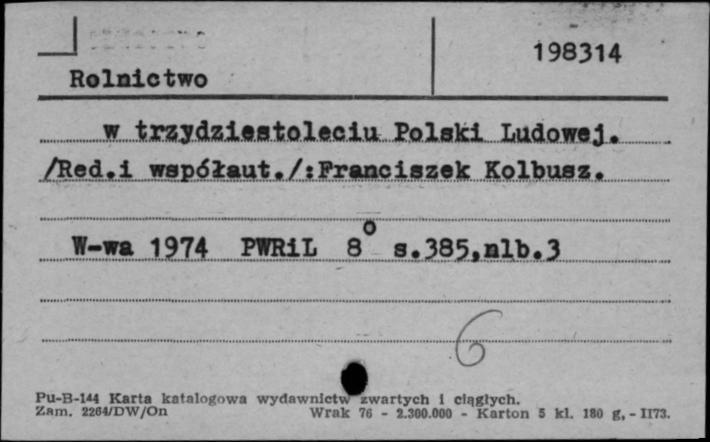 198314
Rolnictwo
w trzydziestoleciu Polski Ludowej.
/Red.i współaut./:Franciszek Kolbusz.
W-wa 1974 PWRiL 8° s.385,nlb.3
6
Pu-B-144 Karta katalogowa wydawnictw zwartych i ciągłych.
Zam. 2264/DW/On Wrak 76 - 2.300.000 - Karton 5 kl. 180 g, - II73.